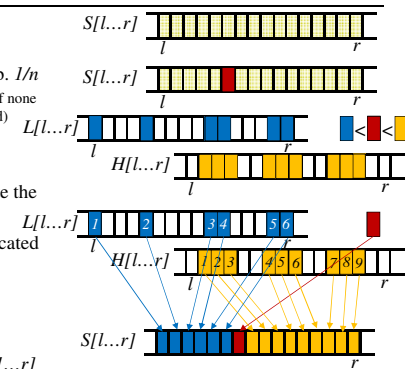 S[l…r]
l r
b. 1/n
S[l…r]
f none
l r
d)
L[l…r]
< <
l r
H[l…r]
l r
e the
L[l…r] 1 2 3 4 5 6
l r
cated
H[l…r] 1 2 3 4 5 6 7 8 9
l r
S[l…r]
l r
l…r]